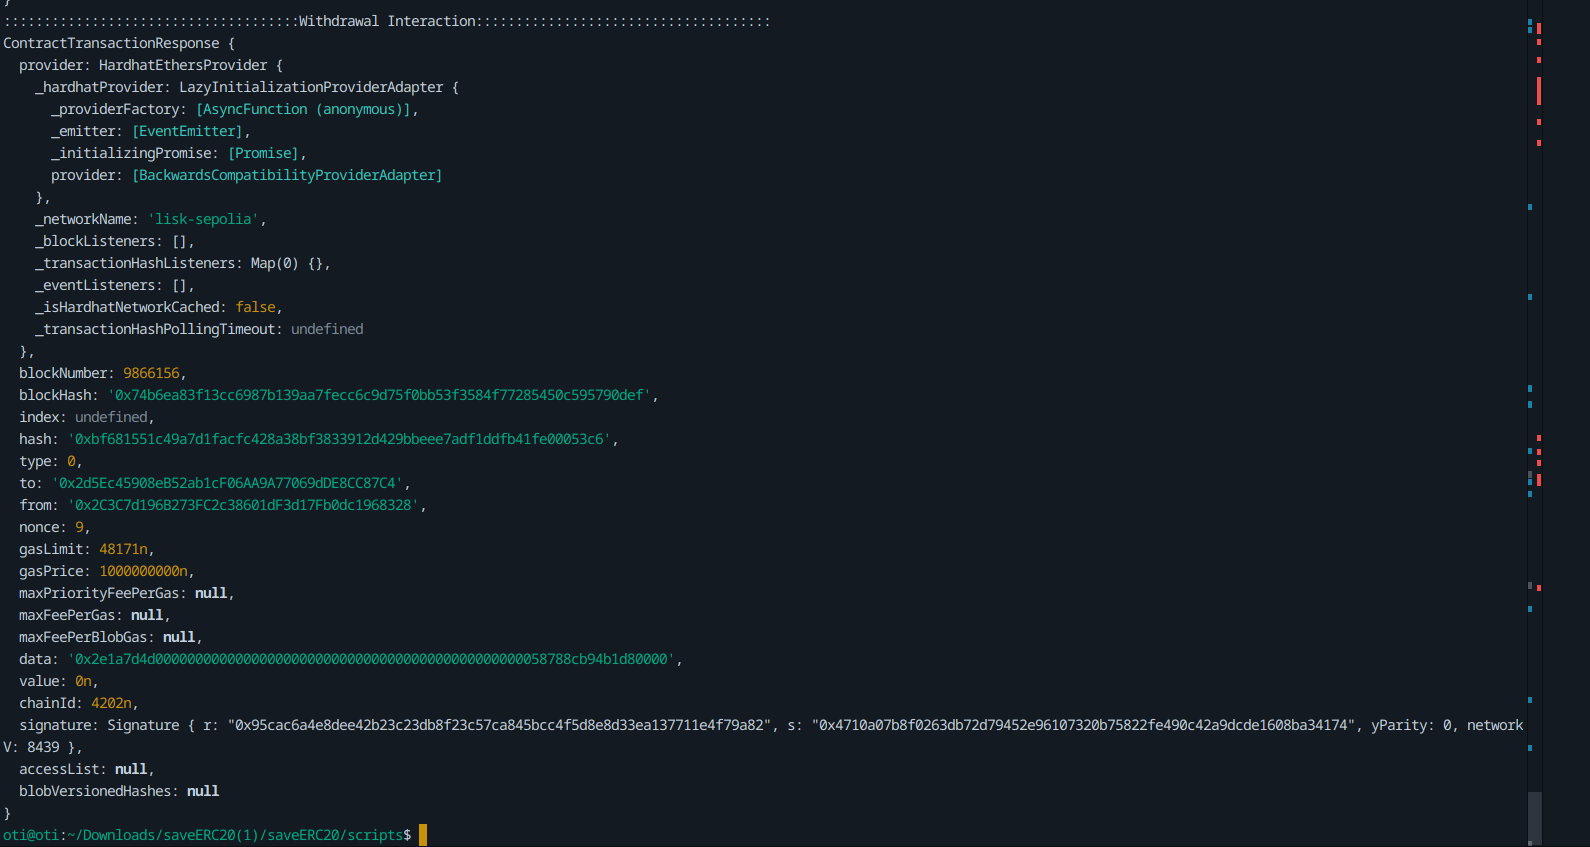 }
:::::::::::::::::::::::::::::::::::::Withdrawal Interaction:::::::::::::::::::::::::::::::::::::
ContractTransactionResponse {
  provider: HardhatEthersProvider {
    _hardhatProvider: LazyInitializationProviderAdapter {
      _providerFactory: [AsyncFunction (anonymous)],
      _emitter: [EventEmitter],
      _initializingPromise: [Promise],
      provider: [BackwardsCompatibilityProviderAdapter]
    },
    _networkName: 'lisk-sepolia',
    _blockListeners: [],
    _transactionHashListeners: Map(0) {},
    _eventListeners: [],
    _isHardhatNetworkCached: false,
    _transactionHashPollingTimeout: undefined
  },
  blockNumber: 9866156,
  blockHash: '0x74b6ea83f13cc6987b139aa7fecc6c9d75f0bb53f3584f77285450c595790def',
  index: undefined,
  hash: '0xbf681551c49a7d1facfc428a38bf3833912d429bbeee7adf1ddfb41fe00053c6',
  type: 0,
  to: '0x2d5Ec45908eB52ab1cF06AA9A77069dDE8CC87C4',
  from: '0x2C3C7d196B273FC2c38601dF3d17Fb0dc1968328',
  nonce: 9,
  gasLimit: 48171n,
  gasPrice: 1000000000n,
  maxPriorityFeePerGas: null,
  maxFeePerGas: null,
  maxFeePerBlobGas: null,
  data: '0x2e1a7d4d000000000000000000000000000000000000000000000058788cb94b1d80000',
  value: 0n,
  chainId: 4202n,
  signature: Signature { r: "0x95cac6a4e8dee42b23c23db8f23c57ca845bcc4f5d8e8d33ea137711e4f79a82", s: "0x4710a07b8f0263db72d79452e96107320b75822fe490c42a9dcde1608ba34174", yParity: 0, network
V: 8439 },
  accessList: null,
  blobVersionedHashes: null
}
oti@oti:~/Downloads/saveERC20(1)/saveERC20/scripts$